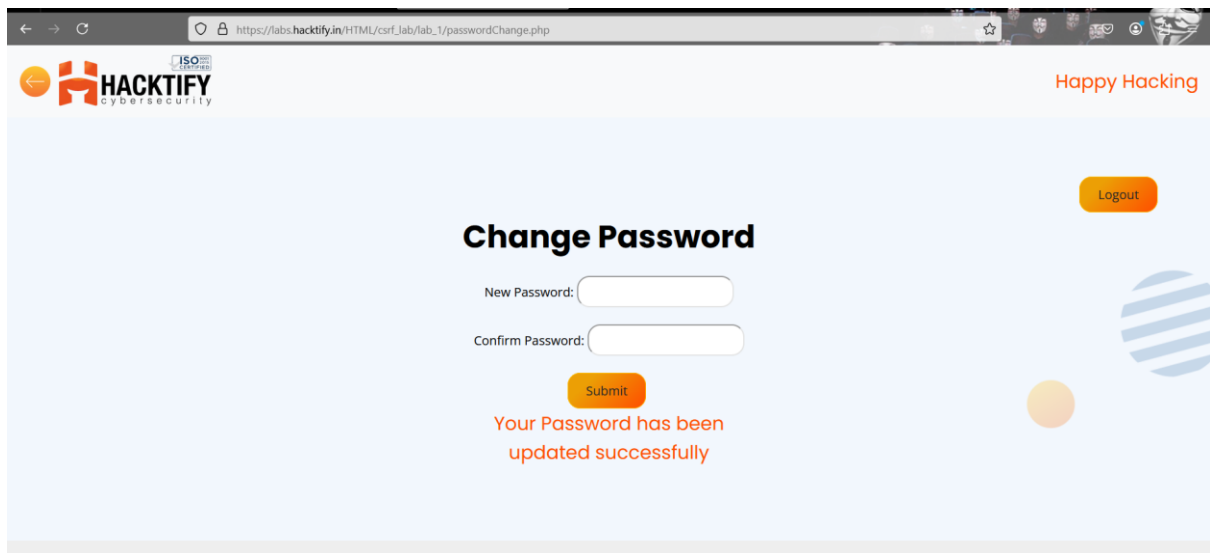 https://labs.hacktify.in/HTML/csrf_lab/lab_1/passwordChange.php
ISO
CERTIFIED
HACKTIFY
cybersecurity
Happy Hacking
Logout
Change Password
New Password:
Confirm Password:
Submit
Your Password has been
updated successfully